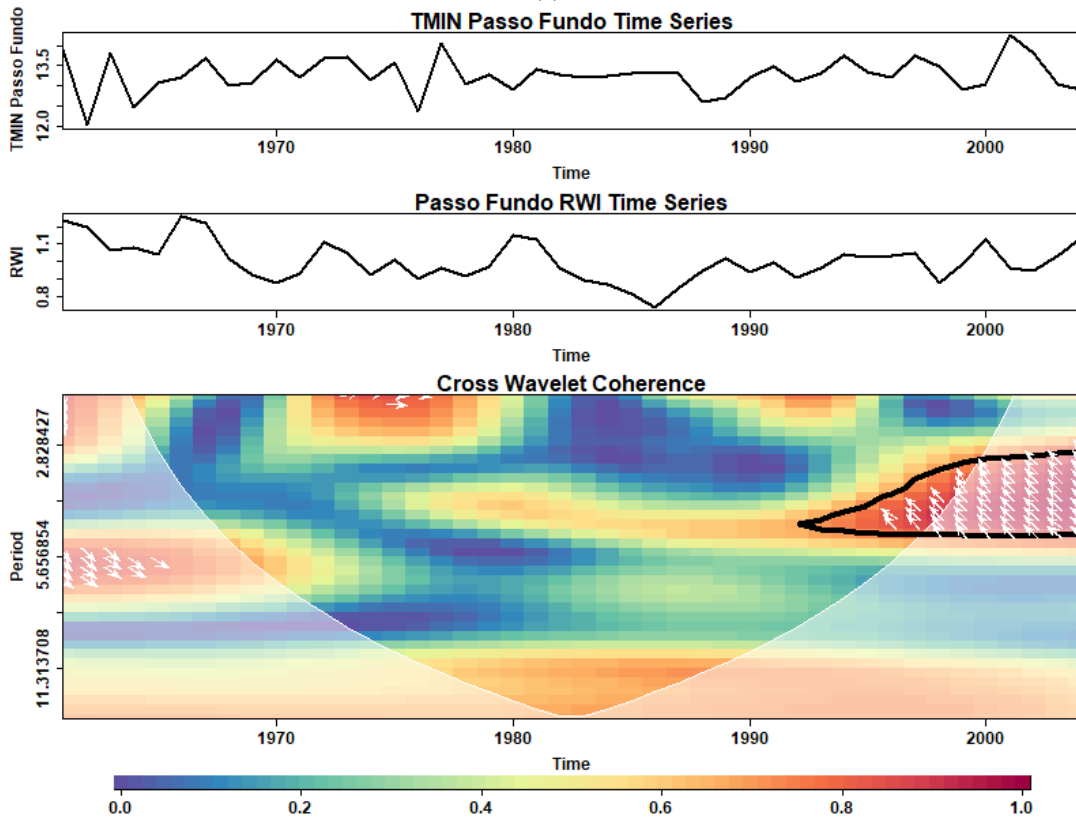 TMIN Passo Fundo Time Series
TMIN Passo Fundo
13.5
12.0
1970 1980 1990 2000
Time
Passo Fundo RWI Time Series
RWI
1.1
0.8
1970 1980 1990 2000
Time
Cross Wavelet Coherence
Period
2.828427
5.656854
11.313708
1970 1980 1990 2000
Time
0.0 0.2 0.4 0.6 0.8 1.0